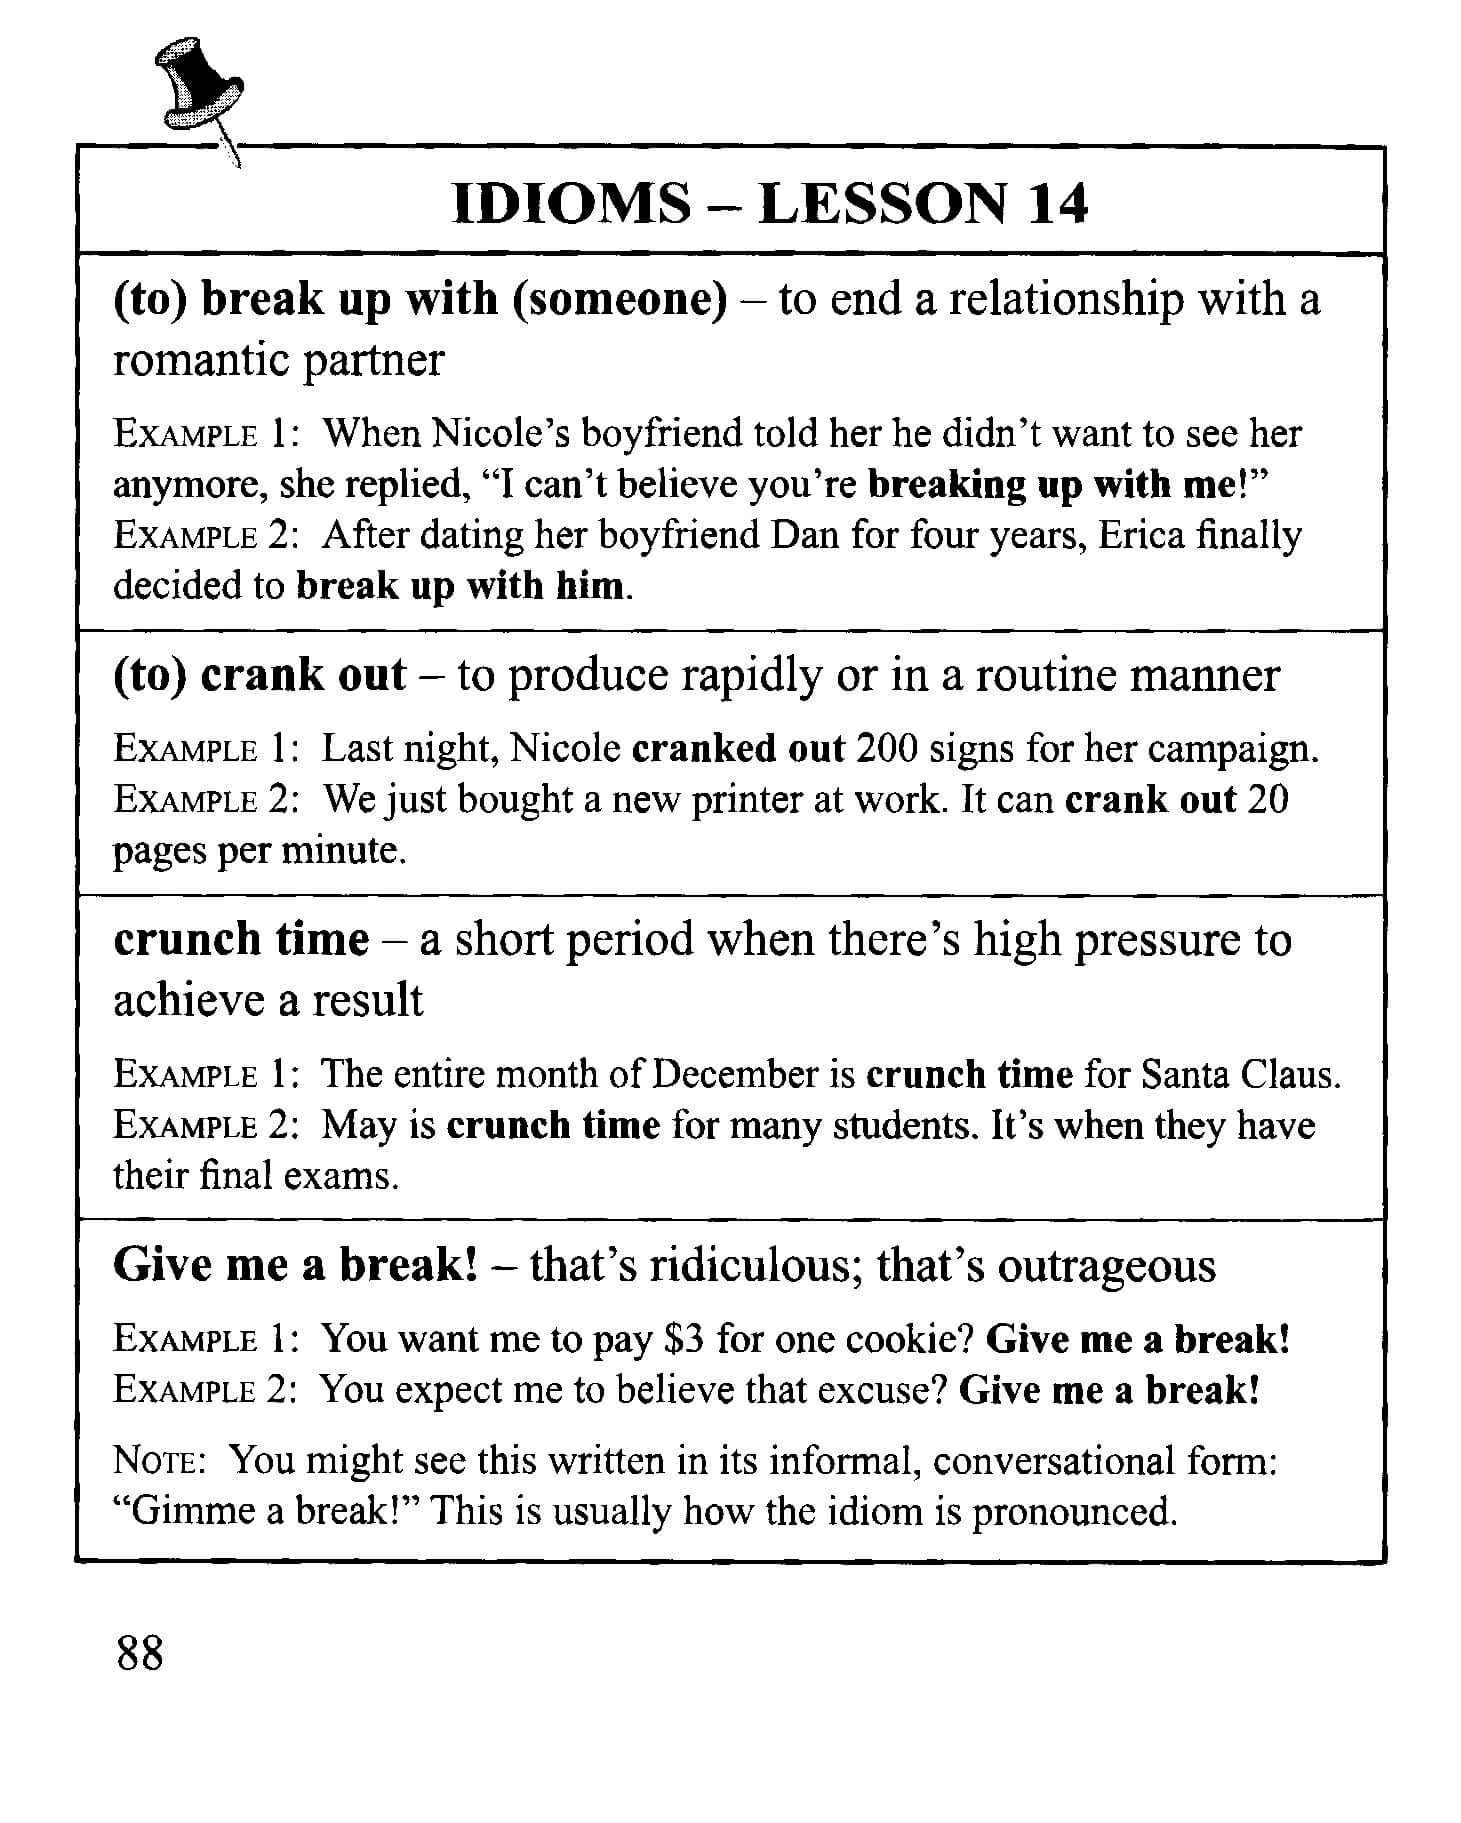 IDIOMS – LESSON 14
(to) break up with (someone) – to end a relationship with a
romantic partner
EXAMPLE 1: When Nicole’s boyfriend told her he didn’t want to see her
anymore, she replied, “I can’t believe you’re breaking up with me!”
EXAMPLE 2: After dating her boyfriend Dan for four years, Erica finally
decided to break up with him.
(to) crank out – to produce rapidly or in a routine manner
EXAMPLE 1: Last night, Nicole cranked out 200 signs for her campaign.
EXAMPLE 2: We just bought a new printer at work. It can crank out 20
pages per minute.
crunch time – a short period when there’s high pressure to
achieve a result
EXAMPLE 1: The entire month of December is crunch time for Santa Claus.
EXAMPLE 2: May is crunch time for many students. It’s when they have
their final exams.
Give me a break! – that’s ridiculous; that’s outrageous
EXAMPLE 1: You want me to pay $3 for one cookie? Give me a break!
EXAMPLE 2: You expect me to believe that excuse? Give me a break!
NOTE: You might see this written in its informal, conversational form:
“Gimme a break!” This is usually how the idiom is pronounced.
88